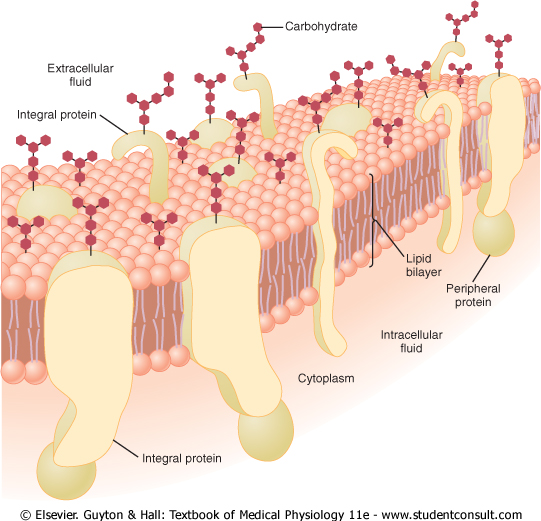 Carbohydrate
Extracellular
fluid
Integral protein
Lipid
bilayer
Peripheral
protein
Intracellular
fluid
Cytoplasm
Integral protein
© Elsevier. Guyton & Hall: Textbook of Medical Physiology 11e - www.studentconsult.com